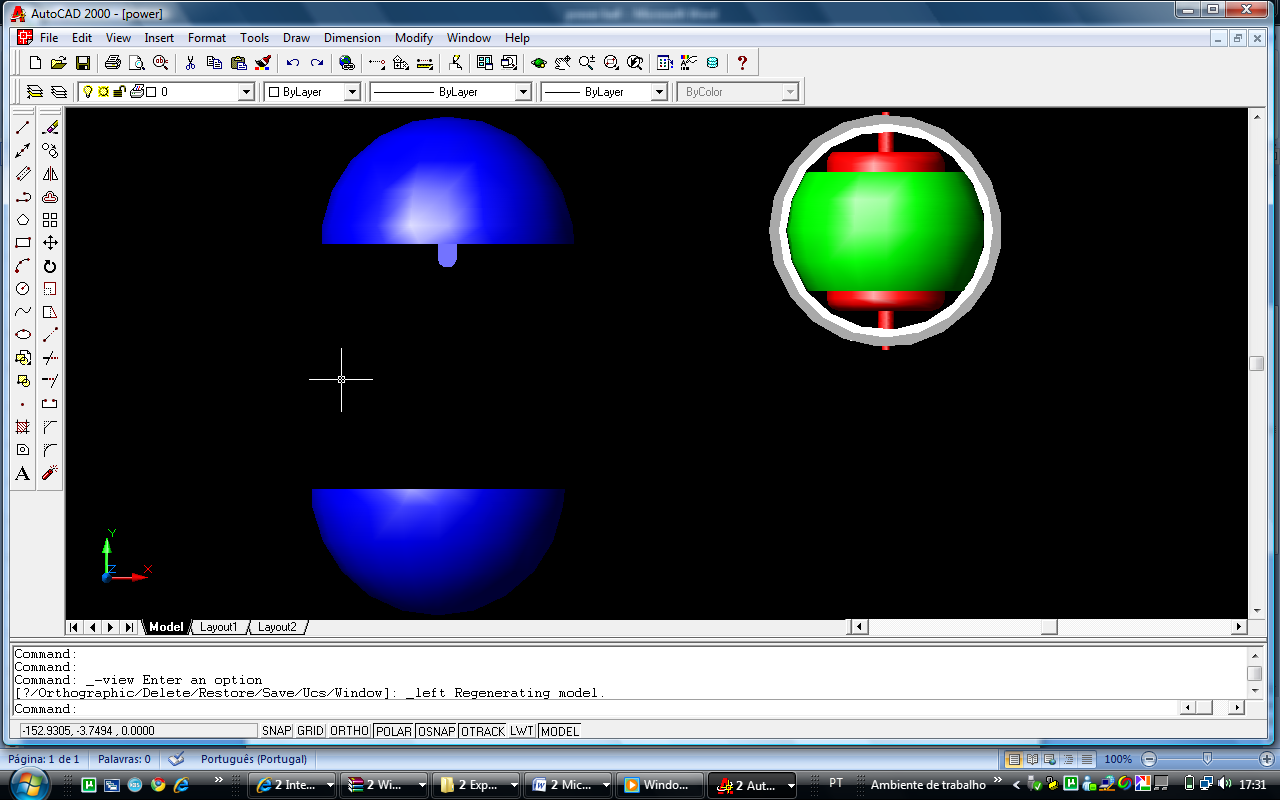 AutoCAD 2000 - [power]
File Edit View Insert Format Tools Draw Dimension Modify Window Help
0 ByLayer ByLayer ByLayer ByColor
A
Y
Z X
Model Layout1 Layout2
Command:
Command:
Command: _-view Enter an option
[?/Orthographic/Delete/Restore/Save/Ucs/Window]: _left Regenerating model.
Command:
-152.9305, -3.7494 , 0.0000 SNAP GRID ORTHO POLAR OSNAP OTRACK LWT MODEL
Página: 1 de 1 Palavras: 0 Português (Portugal) 100%
2 Inte... 2 Wi... 2 Exp... 2 Mic... Windo... 2 Aut... PT Ambiente de trabalho 17:31